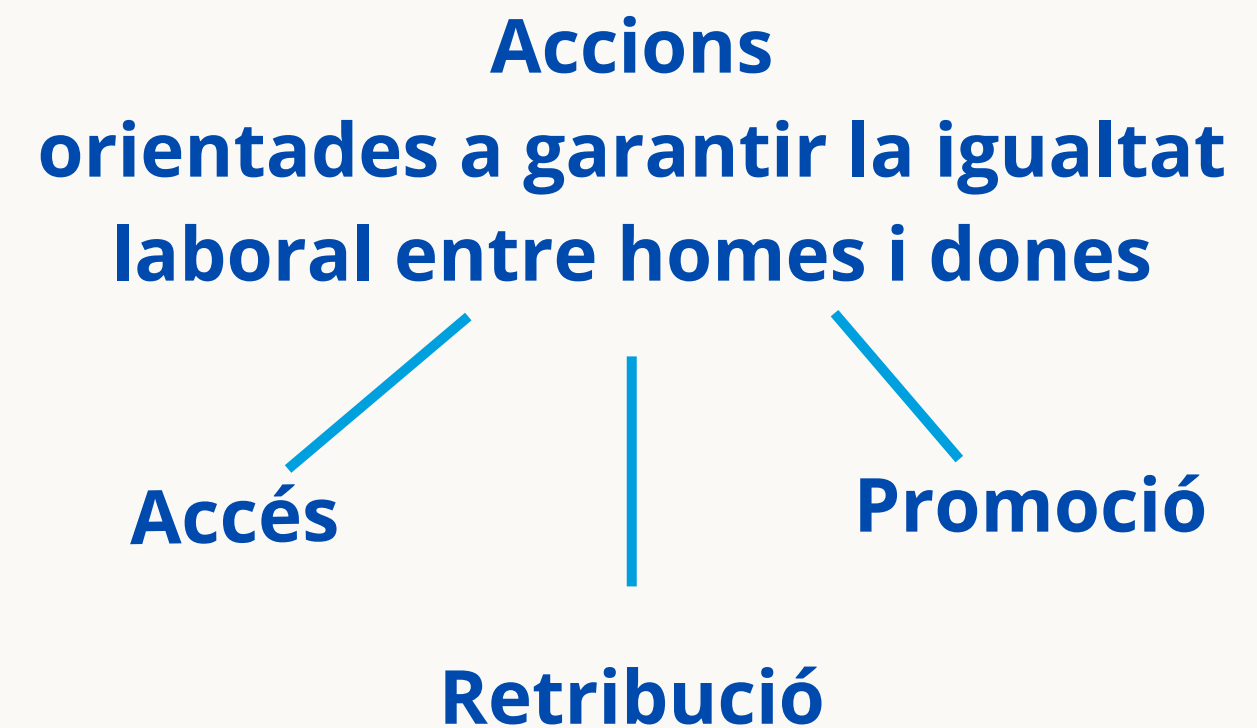 Accions
orientades a garantir la igualtat
laboral entre homes i dones
Accés
Promoció
Retribució